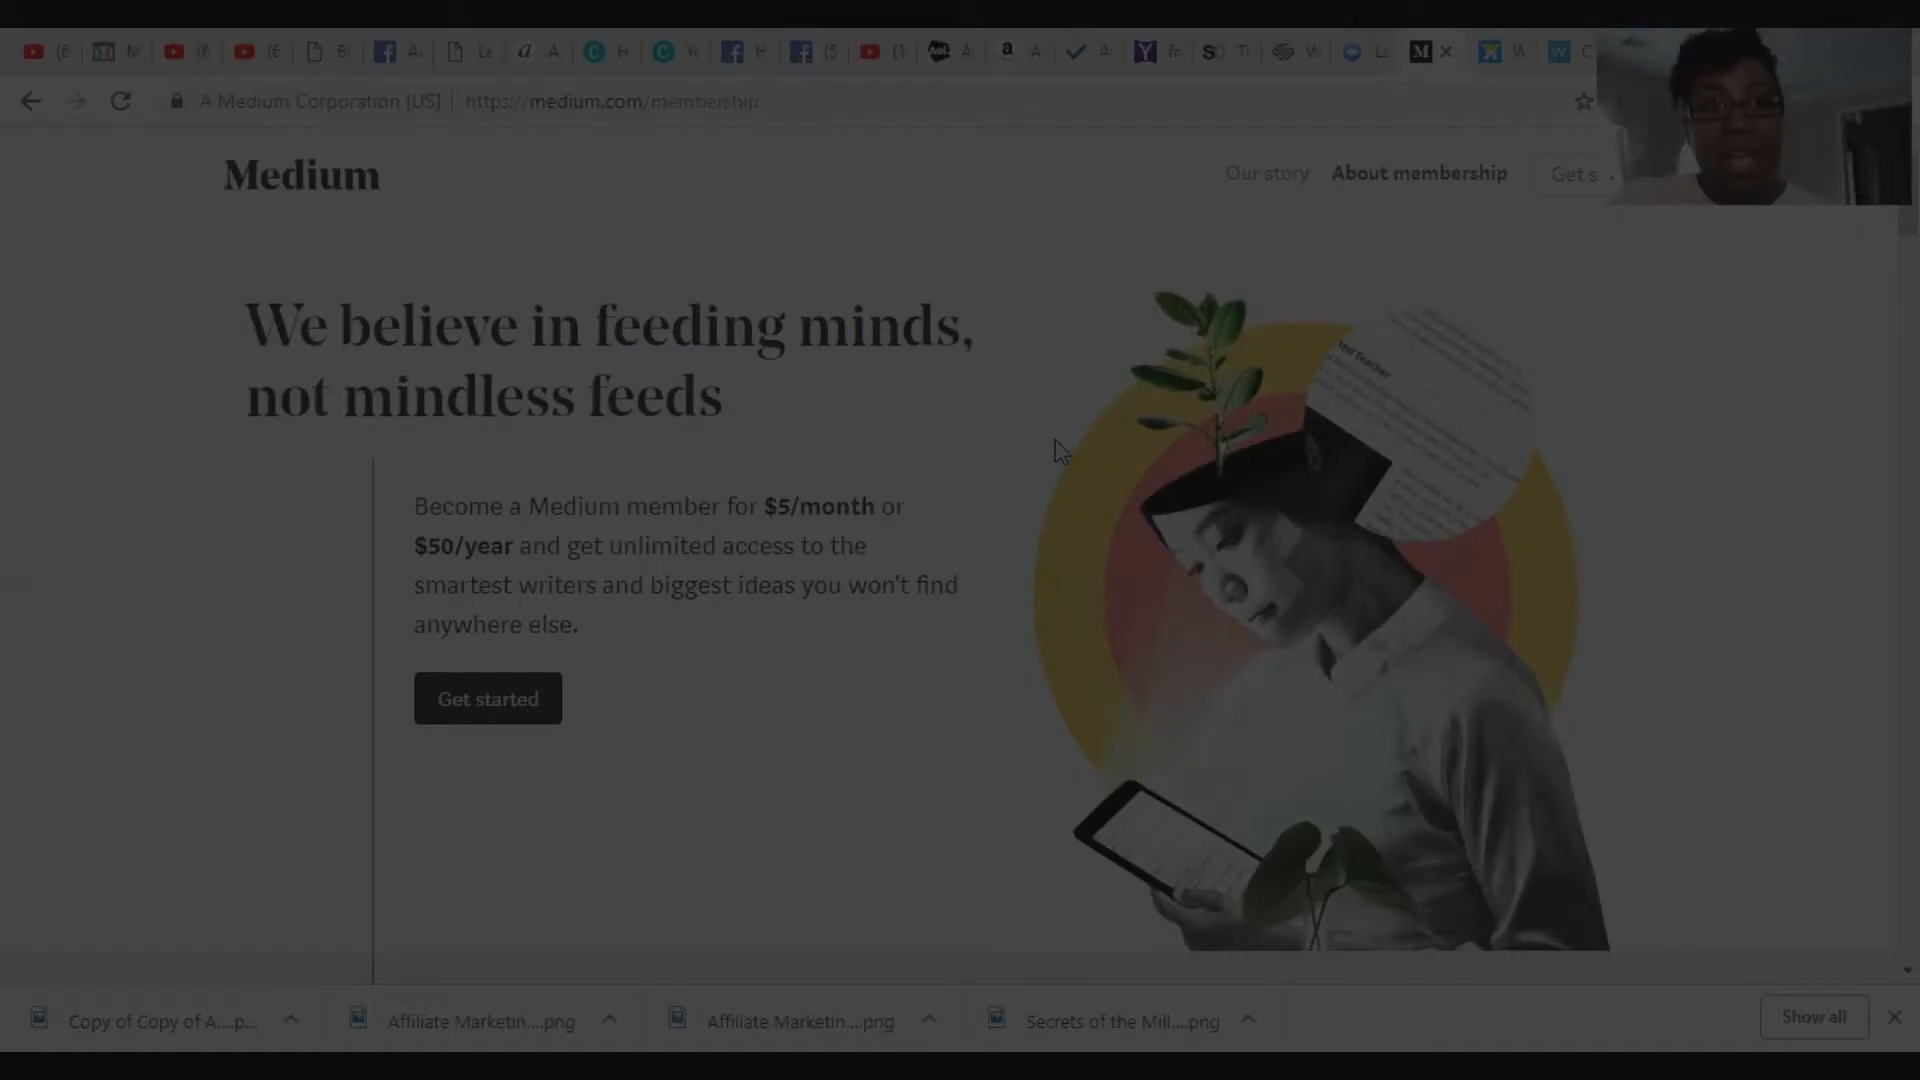 A Medium Corporation [US] https://medium.com/membership
Medium
Our story About membership Get s
We believe in feeding minds,
not mindless feeds
Become a Medium member for $5/month or
$50/year and get unlimited access to the
smartest writers and biggest ideas you won't find
anywhere else.
Get started
Copy of Copy of A....p... Affiliate Marketin....png Affiliate Marketin....png Secrets of the Mill....png Show all